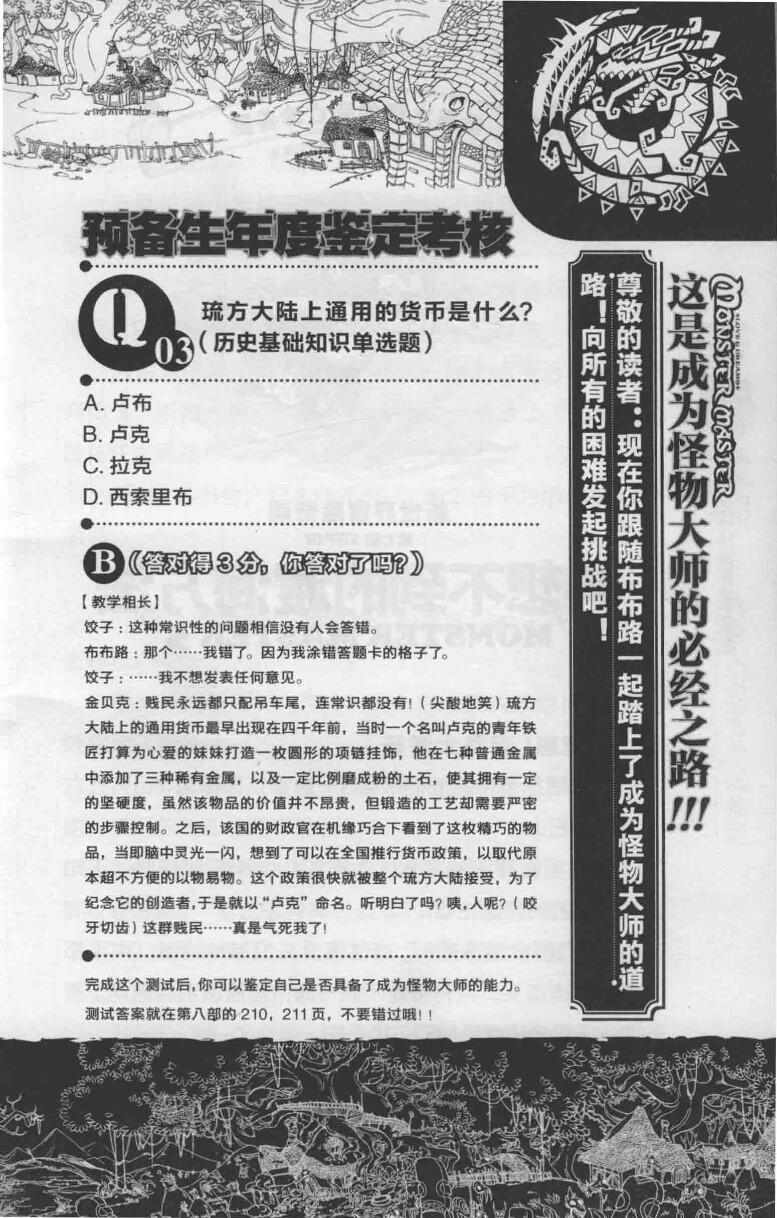 预备生年度鉴定考核
Q03
琉方大陆上通用的货币是什么？
（历史基础知识单选题）
A. 卢布
B. 卢克
C. 拉克
D. 西索里布
B（答对得3分，你答对了吗？）
【教学相长】
饺子：这种常识性的问题相信没有人会答错。
布布路：那个……我错了。因为我涂错答题卡的格子了。
饺子：……我不想发表任何意见。
金贝克：贱民永远都只配吊车尾，连常识都没有！（尖酸地笑）琉方
大陆上的通用货币最早出现在四千年前，当时一个名叫卢克的青年铁
匠打算为心爱的妹妹打造一枚圆形的项链挂饰，他在七种普通金属
中添加了三种稀有金属，以及一定比例磨成粉的土石，使其拥有一定
的坚硬度，虽然该物品的价值并不昂贵，但锻造的工艺却需要严密
的步骤控制。之后，该国的财政官在机缘巧合下看到了这枚精巧的物
品，当即脑中灵光一闪，想到了可以在全国推行货币政策，以取代原
本超不方便的以物易物。这个政策很快就被整个琉方大陆接受，为了
纪念它的创造者，于是就以“卢克”命名。听明白了吗？咦，人呢？（咬
牙切齿）这群贱民……真是气死我了！
完成这个测试后，你可以鉴定自己是否具备了成为怪物大师的能力。
测试答案就在第八部的210，211页，不要错过哦！！
MONSTER MASTER
+LOVE & DREAMS+
这是成为怪物大师的必经之路!!!
尊敬的读者：现在你跟随布布路一起踏上了成为怪物大师的道
路！向所有的困难发起挑战吧！